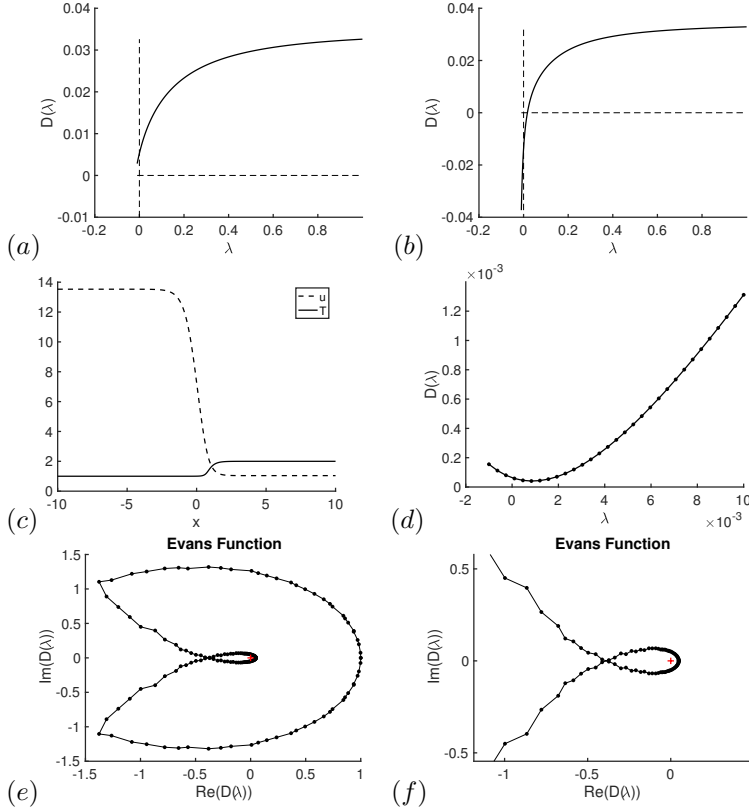 0.04
0.03
0.02
0.01
0
-0.01
D(λ)
-0.2 0 0.2 0.4 0.6 0.8
λ
(a)
0.04
0.02
0
-0.02
-0.04
D(λ)
-0.2 0 0.2 0.4 0.6 0.8
λ
(b)
14
12
10
8
6
4
2
0
u
T
-10 -5 0 5 10
x
(c)
×10⁻³
1.2
1
0.8
0.6
0.4
0.2
0
D(λ)
-2 0 2 4 6 8 10
λ
×10⁻³
(d)
Evans Function
1.5
1
0.5
0
-0.5
-1
-1.5
Im(D(λ))
-1.5 -1 -0.5 0 0.5 1
Re(D(λ))
(e)
Evans Function
0.5
0
-0.5
Im(D(λ))
-1 0
Re(D(λ))
(f)